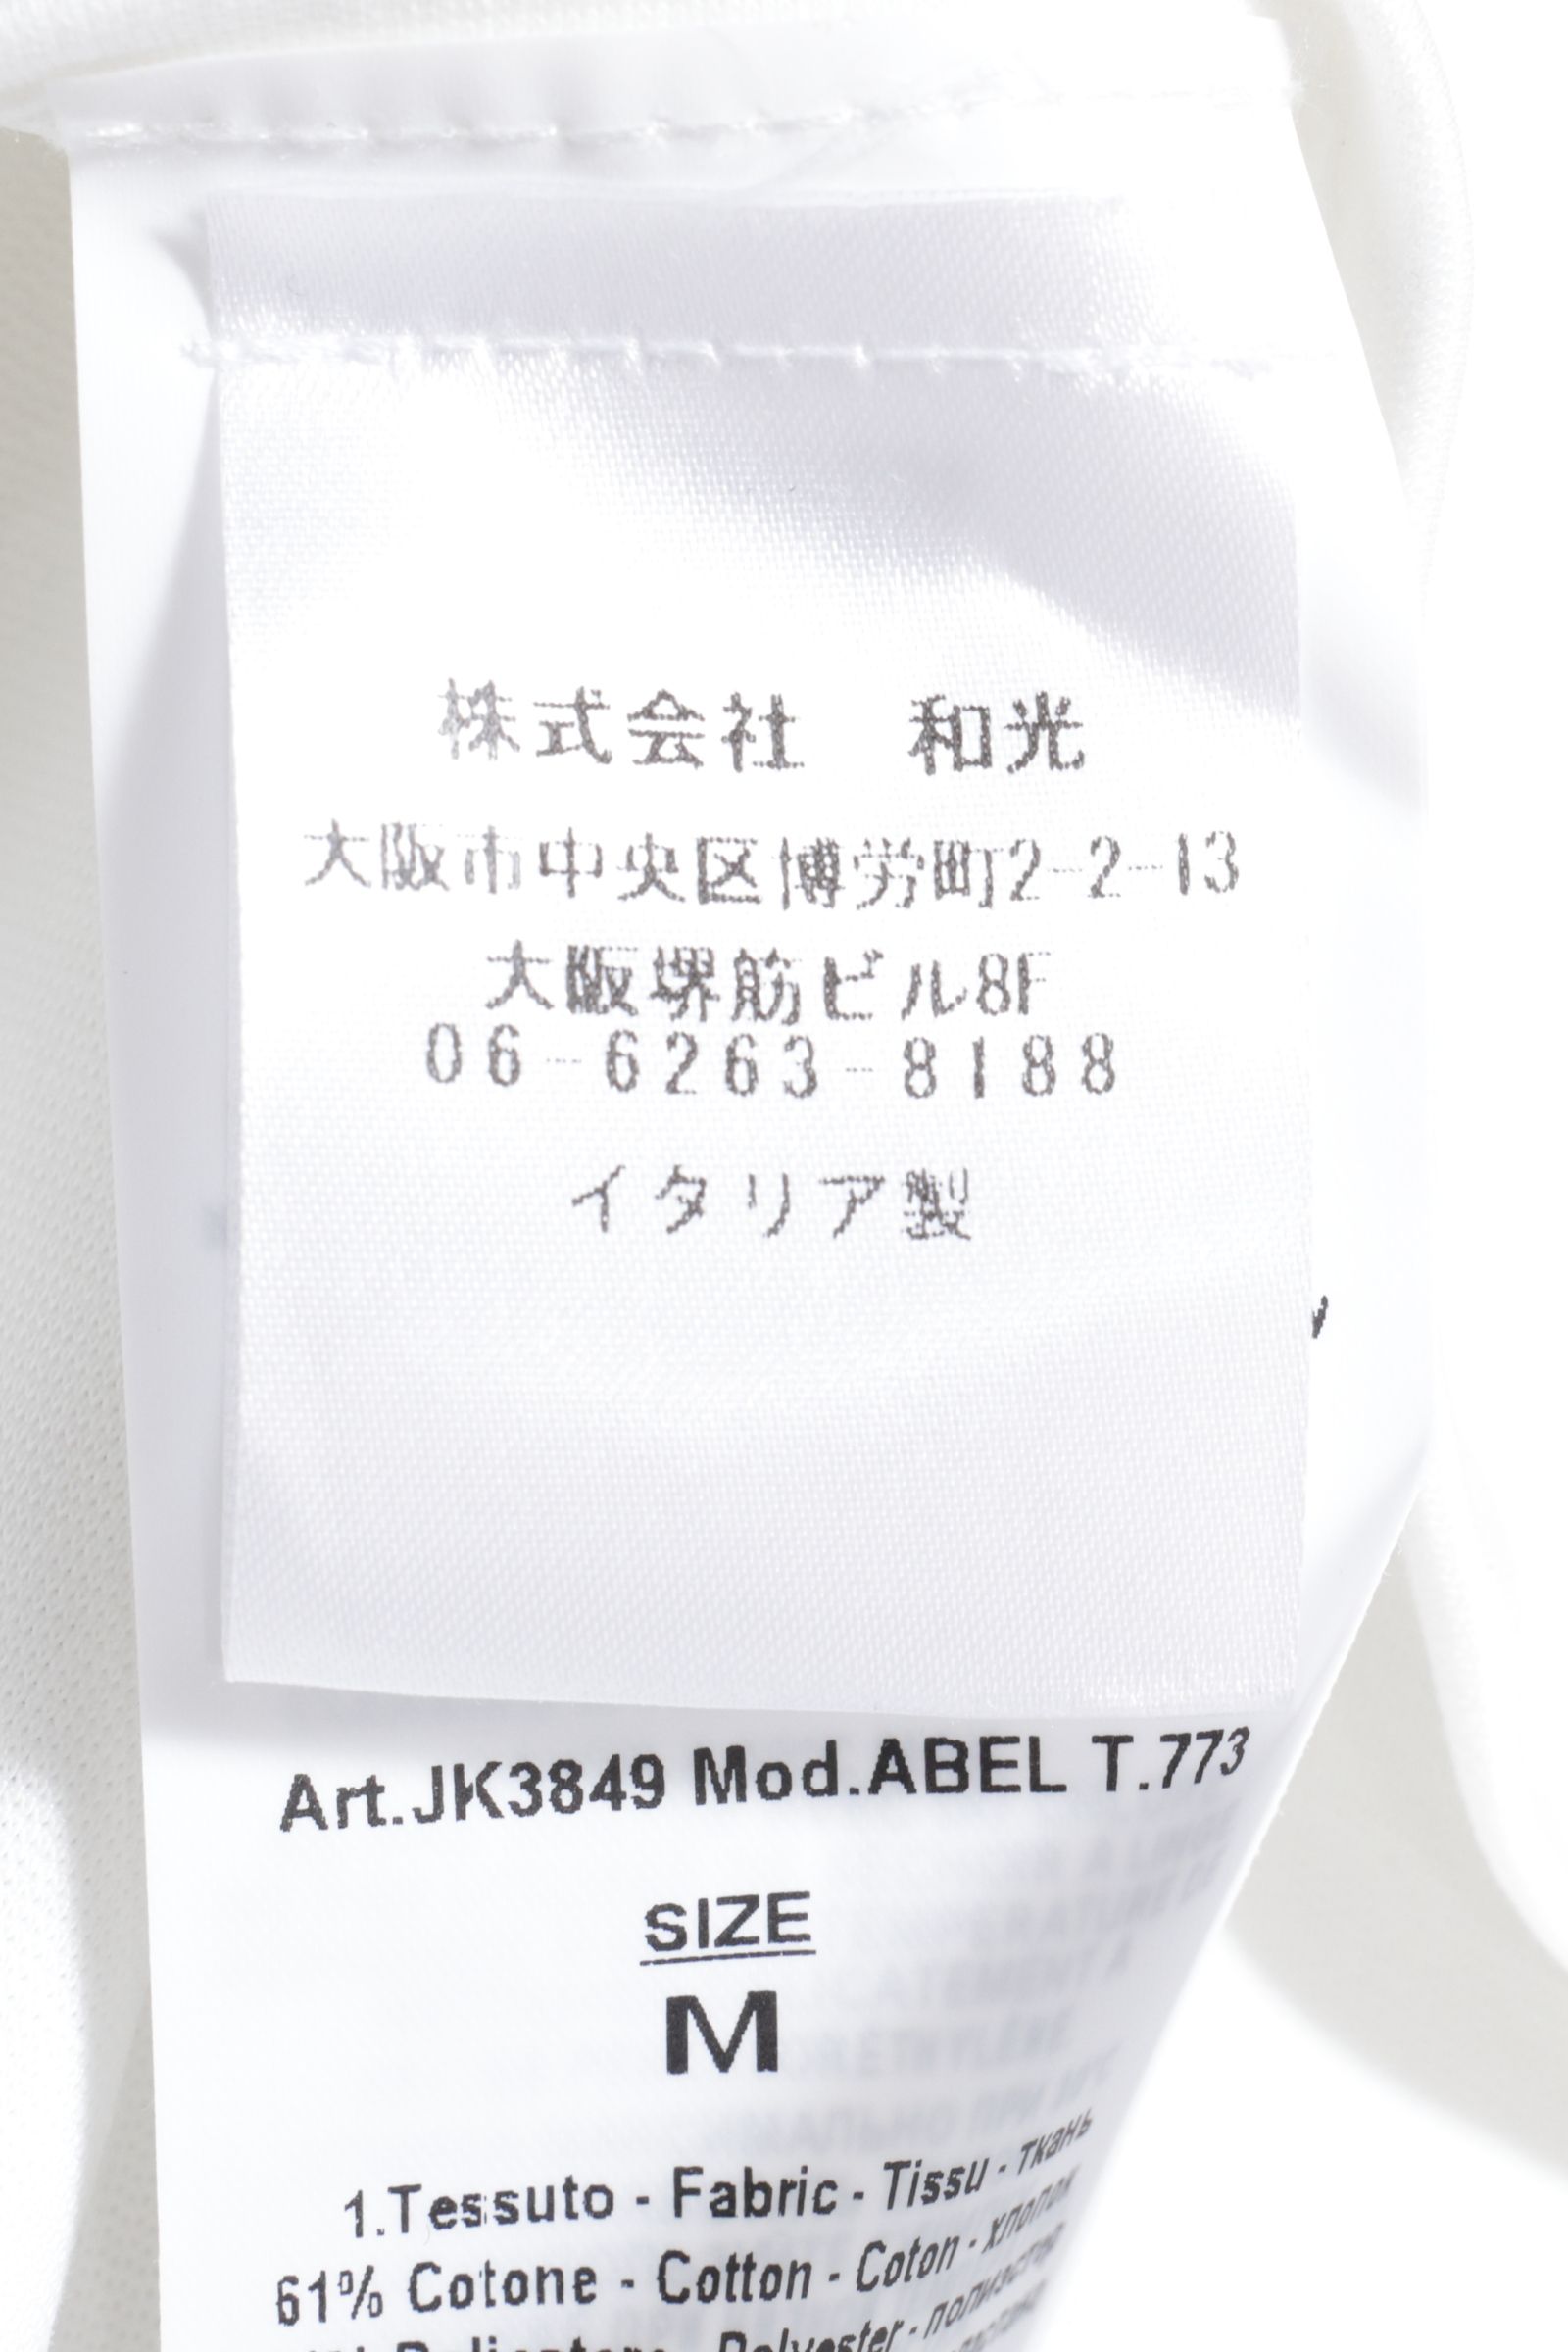 株式会社　和光
大阪市中央区博労町2-2-13
大阪堺筋ビル8F
06-6263-8188
イタリア製
Art.JK3849 Mod.ABEL T.773
SIZE
M
1.Tessuto - Fabric - Tissu - ткань
61% Cotone - Cotton - Coton - хлопок
Polyester - полиэстер